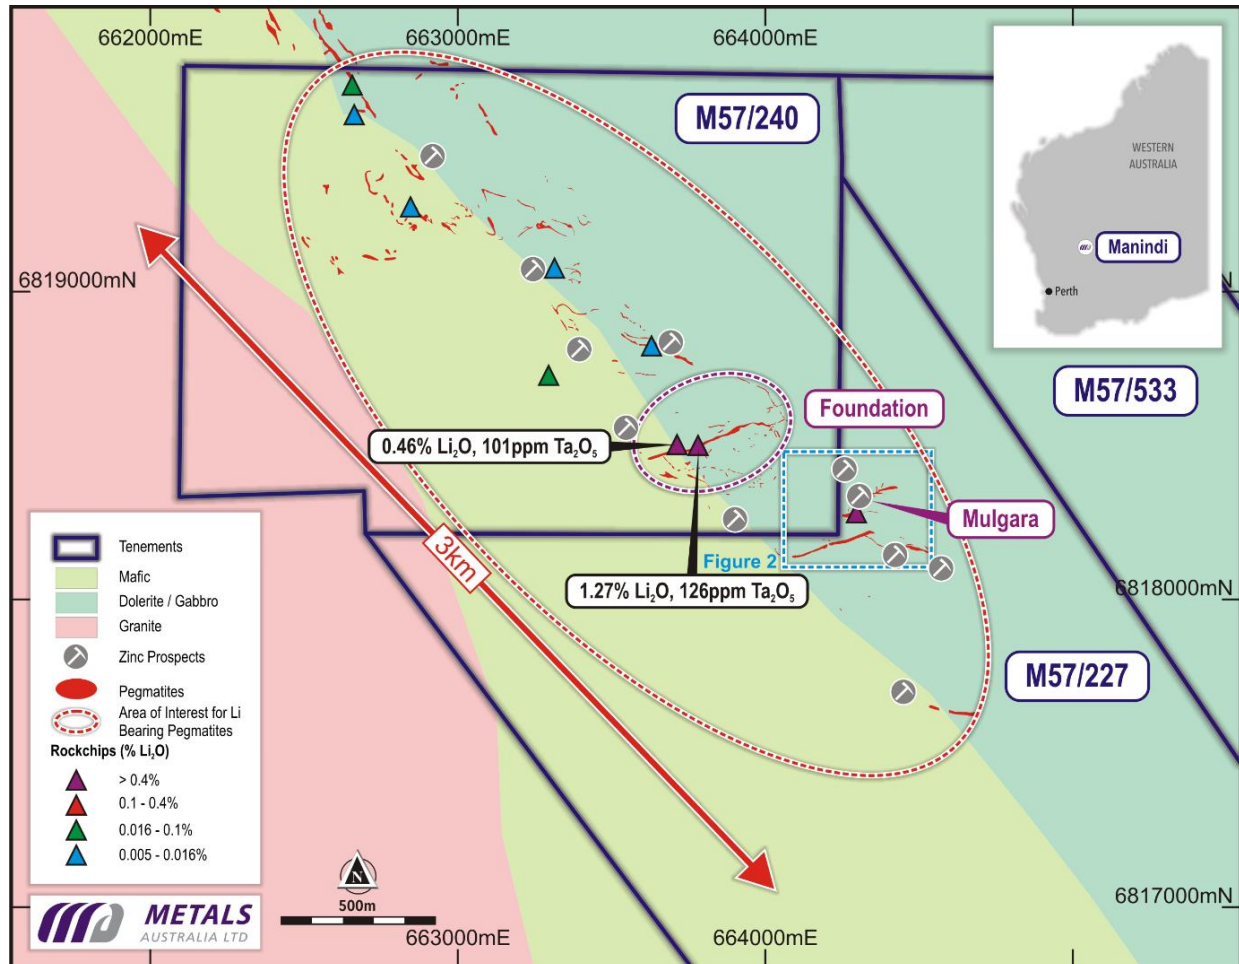 662000mE
663000mE
664000mE
M57/240
WESTERN
AUSTRALIA
Manindi
Perth
N
6819000mN
M57/533
Foundation
0.46% Li₂O, 101ppm Ta₂O₅
Mulgara
3km
Figure 2
1.27% Li₂O, 126ppm Ta₂O₅
6818000mN
M57/227
Tenements
Mafic
Dolerite / Gabbro
Granite
Zinc Prospects
Pegmatites
Area of Interest for Li
Bearing Pegmatites
Rockchips (% Li₂O)
> 0.4%
0.1 - 0.4%
0.016 - 0.1%
0.005 - 0.016%
N
500m
6817000mN
METALS
AUSTRALIA LTD
663000mE
664000mE